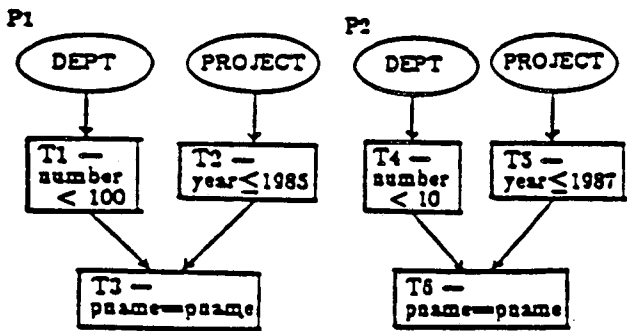 P1
DEPT
PROJECT
T1 —
number
< 100
T2 —
year≤1985
T3 —
pname=pname
P2
DEPT
PROJECT
T4 —
number
< 10
T5 —
year≤1987
T6 —
pname=pname